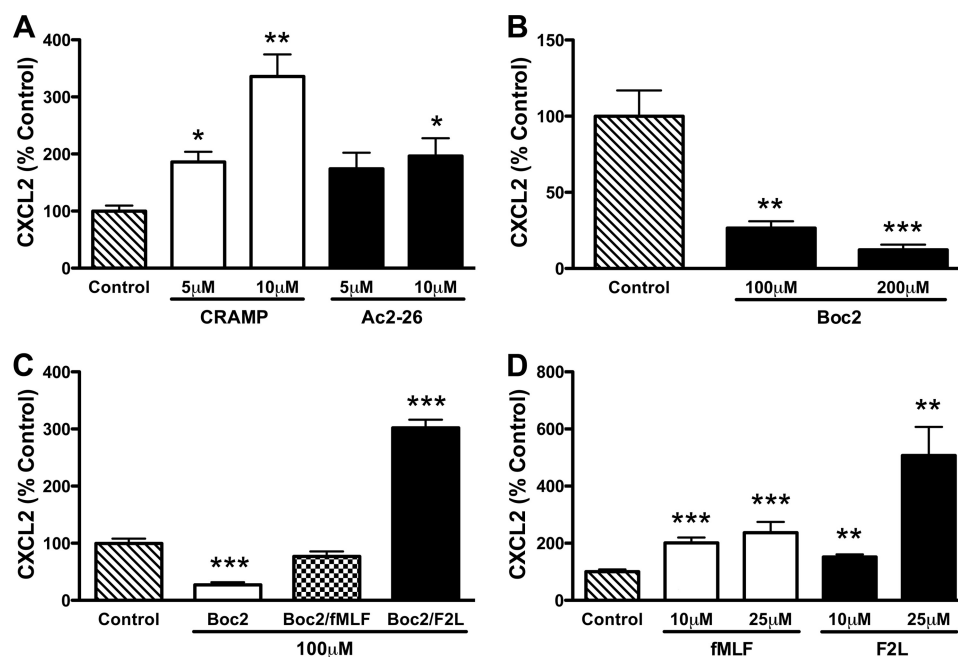 A
CXCL2 (% Control)
400
300
200
100
0
*
**
*
Control
5μM
10μM
5μM
10μM
CRAMP
Ac2-26
B
CXCL2 (% Control)
150
100
50
0
**
***
Control
100μM
200μM
Boc2
C
CXCL2 (% Control)
400
300
200
100
0
***
***
Control
Boc2
Boc2/fMLF
Boc2/F2L
100μM
D
CXCL2 (% Control)
800
600
400
200
0
***
***
**
**
Control
10μM
25μM
10μM
25μM
fMLF
F2L